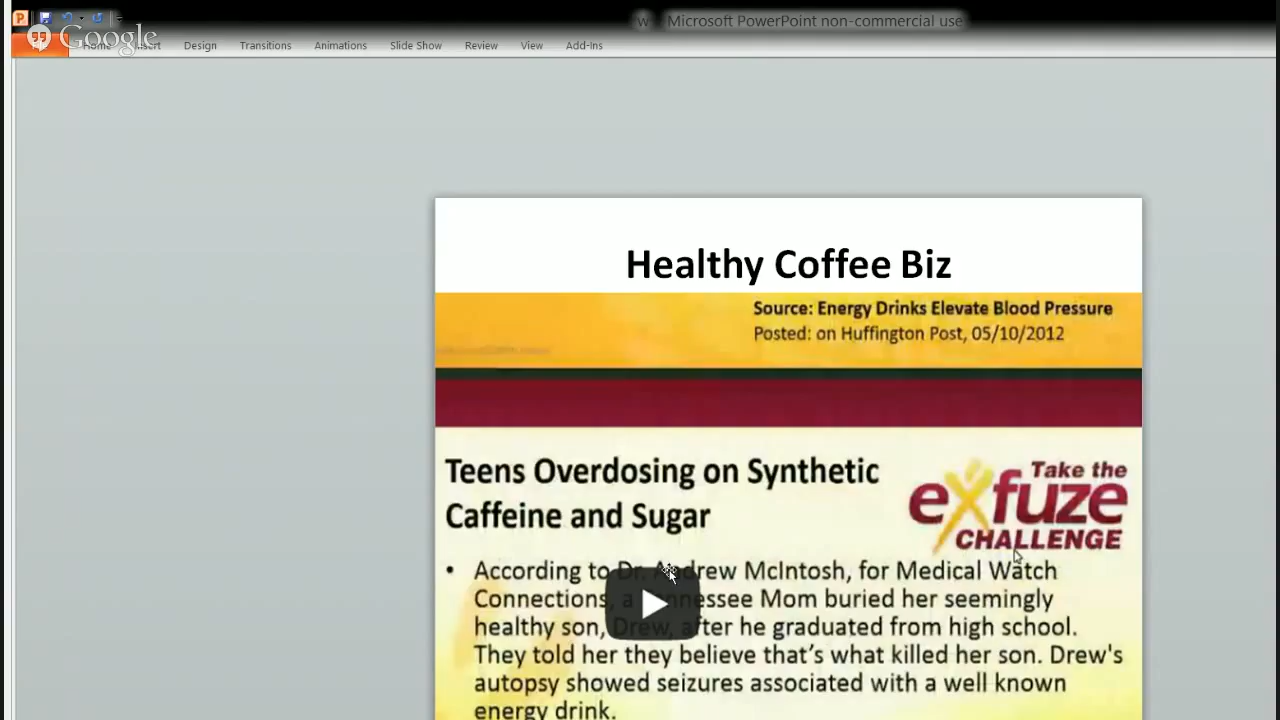 w - Microsoft PowerPoint non-commercial use
Google
Home Insert Design Transitions Animations Slide Show Review View Add-Ins
Healthy Coffee Biz
Source: Energy Drinks Elevate Blood Pressure
Posted: on Huffington Post, 05/10/2012
Teens Overdosing on Synthetic
Caffeine and Sugar
Take the
exfuze
CHALLENGE
• According to Dr. Andrew McIntosh, for Medical Watch
Connections, a Tennessee Mom buried her seemingly
healthy son, Drew, after he graduated from high school.
They told her they believe that's what killed her son. Drew's
autopsy showed seizures associated with a well known
energy drink.